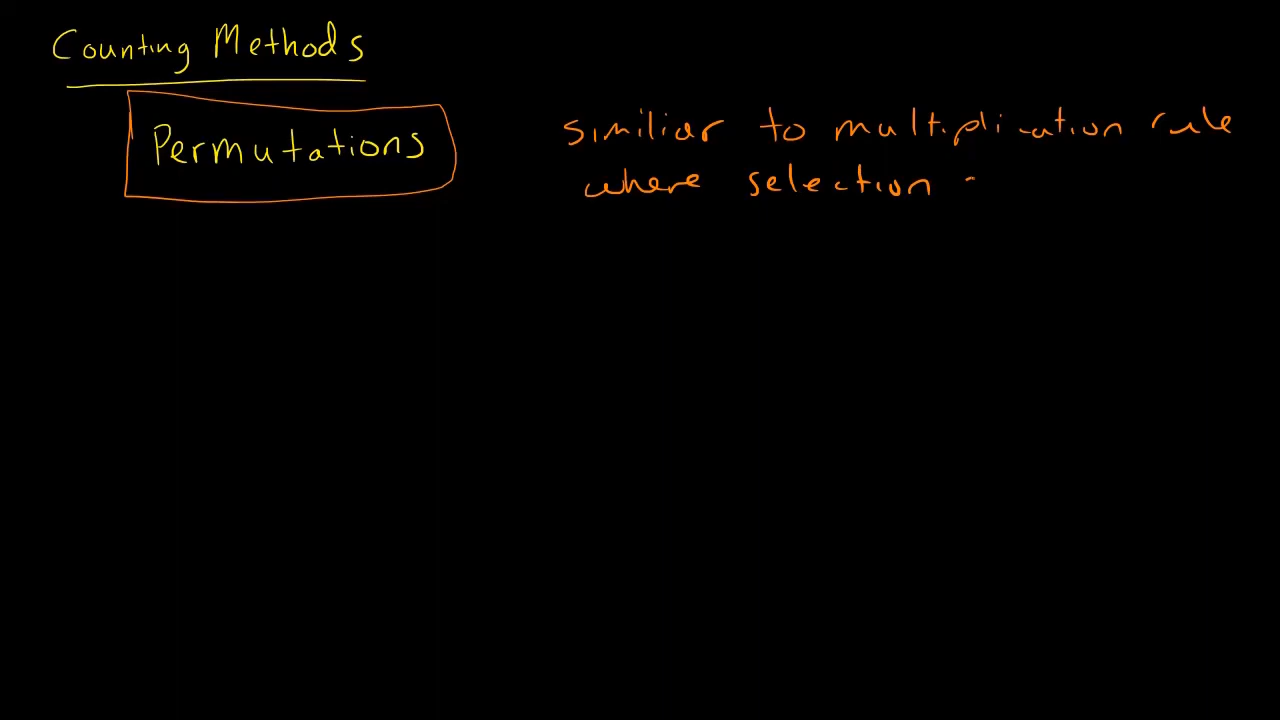 Counting Methods
Permutations
similiar to multiplication rule
where selection